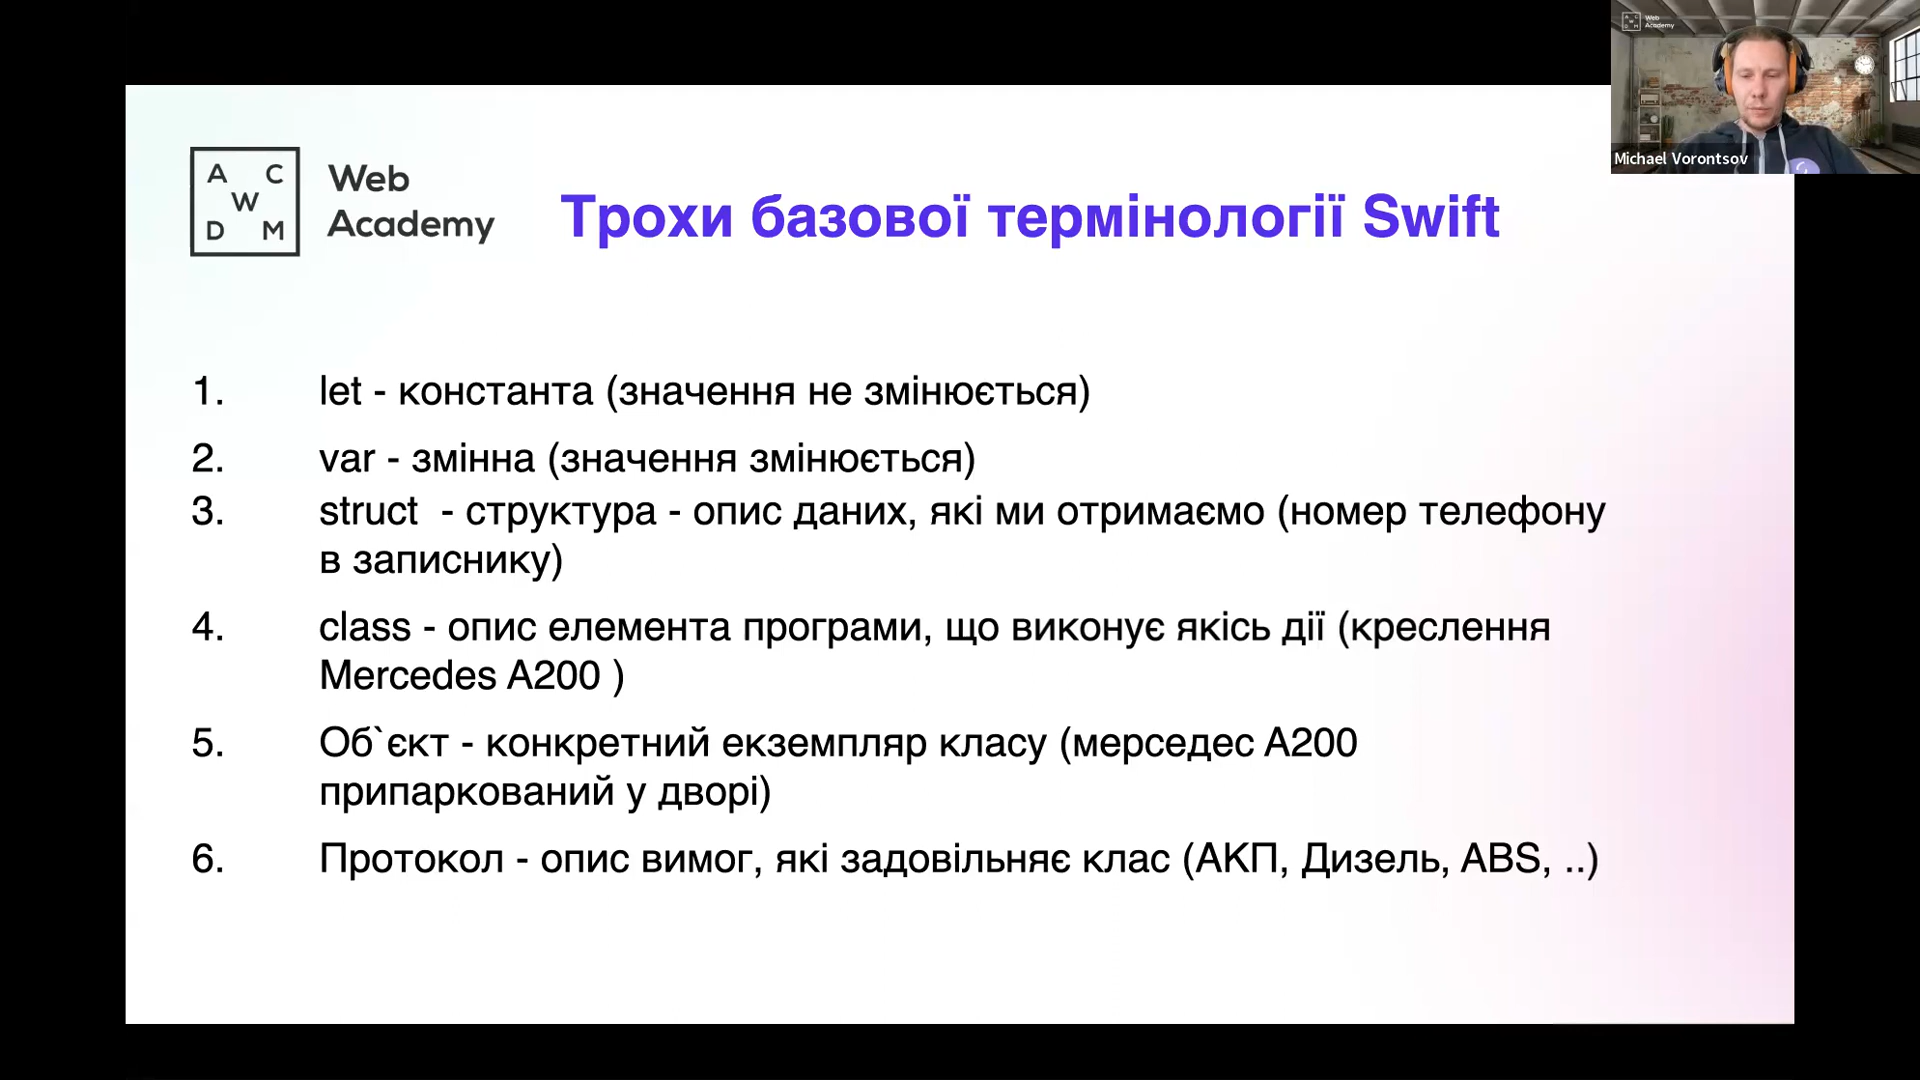 Web
Academy
Michael Vorontsov
A C
W
D M
Web
Academy
Трохи базової термінології Swift
1. let - константа (значення не змінюється)
2. var - змінна (значення змінюється)
3. struct - структура - опис даних, які ми отримаємо (номер телефону
в записнику)
4. class - опис елемента програми, що виконує якісь дії (креслення
Mercedes A200 )
5. Об`єкт - конкретний екземпляр класу (мерседес А200
припаркований у дворі)
6. Протокол - опис вимог, які задовільняє клас (АКП, Дизель, ABS, ..)